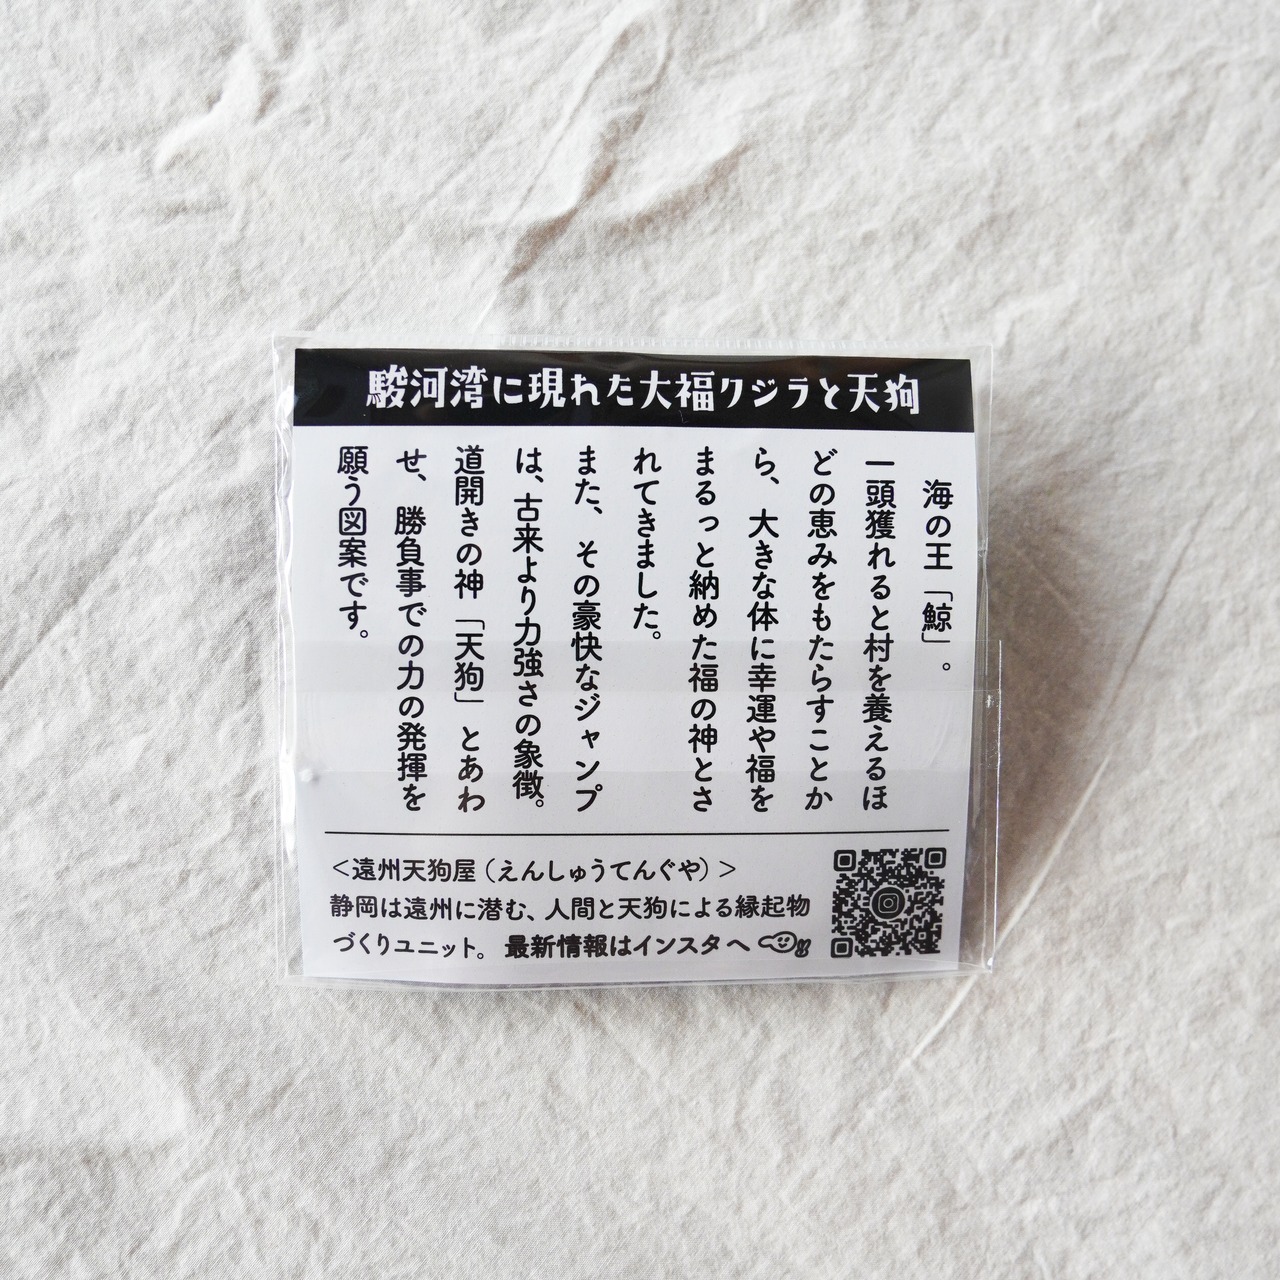 駿河湾に現れた大福クジラと天狗
海の王「鯨」。
一頭獲れると村を養えるほ
どの恵みをもたらすことか
ら、大きな体に幸運や福を
まるっと納めた福の神とさ
れてきました。
また、その豪快なジャンプ
は、古来より力強さの象徴。
道開きの神「天狗」とあわ
せ、勝負事での力の発揮を
願う図案です。
＜遠州天狗屋（えんしゅうてんぐや）＞
静岡は遠州に潜む、人間と天狗による縁起物
づくりユニット。最新情報はインスタへ